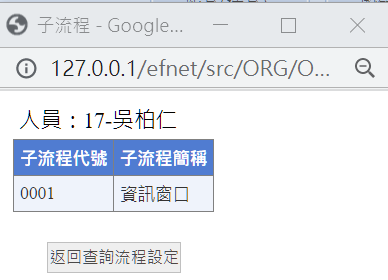 子流程 - Google...
127.0.0.1/efnet/src/ORG/O...
人員：17-吳柏仁
子流程代號 子流程簡稱
0001 資訊窗口
返回查詢流程設定